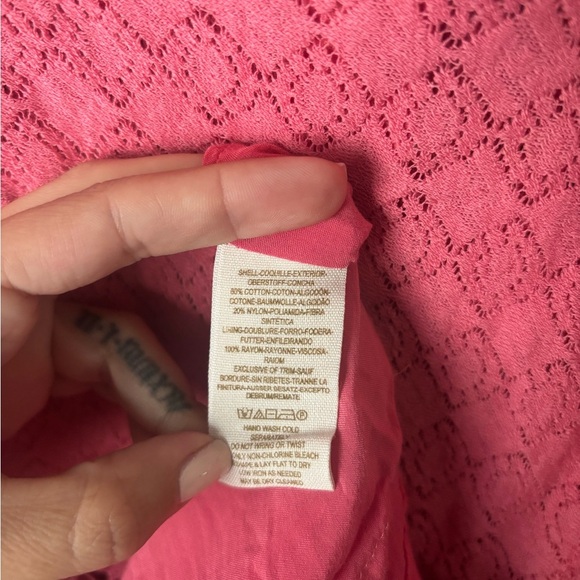 SHELL-COQUILLE-EXTERIOR-
OBERSTOFF-CONCHA
80% COTTON-COTON-ALGODÓN
COTONE-BAUMWOLLE-ALGODÃO
20% NYLON-POLIAMIDA-FIBRA
SINTÉTICA
LINING-DOUBLURE-FORRO-FODERA-
FUTTER-ENFILEIRANDO
100% RAYON-RAYONNE-VISCOSA-
RAIOM
EXCLUSIVE OF TRIM-SAUF
BORDURE-SIN RIBETES-TRANNE LA
FINITURA-AUSSER BESATZ-EXCEPTO
DEBRUM/REMATE
HAND WASH COLD
SEPARATELY
DO NOT WRING OR TWIST
ONLY NON-CHLORINE BLEACH
SHAPE & LAY FLAT TO DRY
LOW IRON AS NEEDED
MAY BE DRY CLEANED